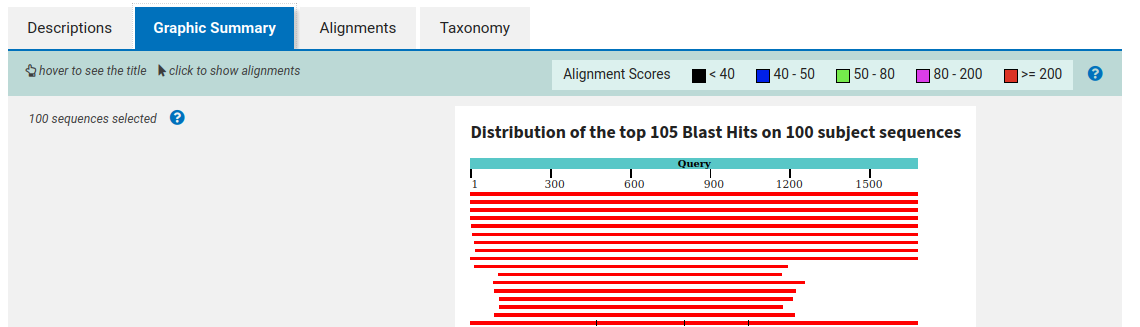 Descriptions Graphic Summary Alignments Taxonomy
hover to see the title click to show alignments Alignment Scores < 40 40 - 50 50 - 80 80 - 200 >= 200 ?
100 sequences selected ?
Distribution of the top 105 Blast Hits on 100 subject sequences
Query
1 300 600 900 1200 1500